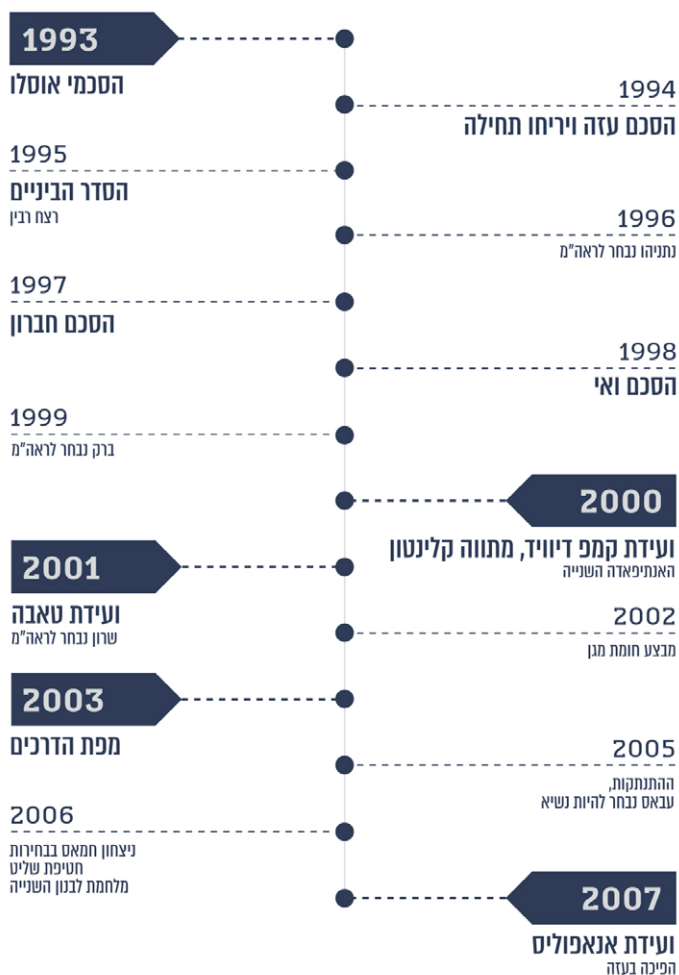 1993
הסכמי אוסלו
1994
הסכם עזה ויריחו תחילה
1995
הסדר הביניים
רצח רבין
1996
נתניהו נבחר לראה"מ
1997
הסכם חברון
1998
הסכם ואי
1999
ברק נבחר לראה"מ
2000
ועידת קמפ דיוויד, מתווה קלינטון
האנתיפאדה השנייה
2001
ועידת טאבה
שרון נבחר לראה"מ
2002
מבצע חומת מגן
2003
מפת הדרכים
2005
ההתנתקות,
עבאס נבחר להיות נשיא
2006
ניצחון חמאס בבחירות
חטיפת שליט
מלחמת לבנון השנייה
2007
ועידת אנאפוליס
הפיכה בעזה